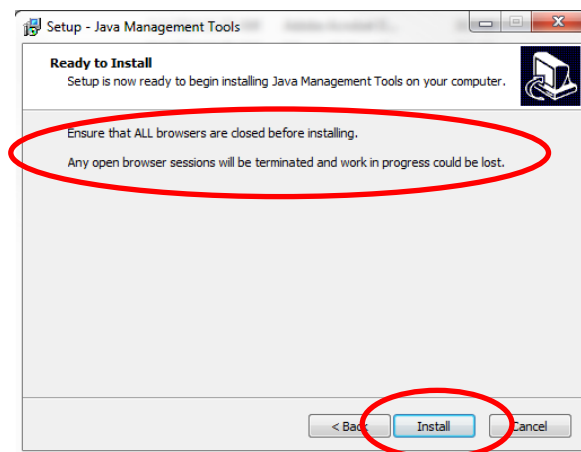 Setup - Java Management Tools
Ready to Install
Setup is now ready to begin installing Java Management Tools on your computer.
Ensure that ALL browsers are closed before installing.
Any open browser sessions will be terminated and work in progress could be lost.
< Back Install Cancel